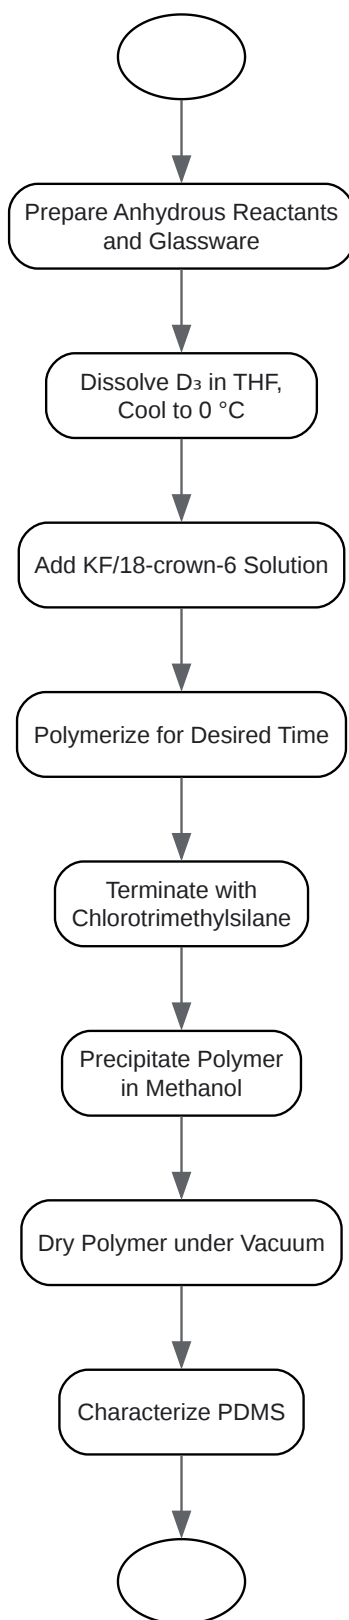 Prepare Anhydrous Reactants
and Glassware
Dissolve D₃ in THF,
Cool to 0 °C
Add KF/18-crown-6 Solution
Polymerize for Desired Time
Terminate with
Chlorotrimethylsilane
Precipitate Polymer
in Methanol
Dry Polymer under Vacuum
Characterize PDMS